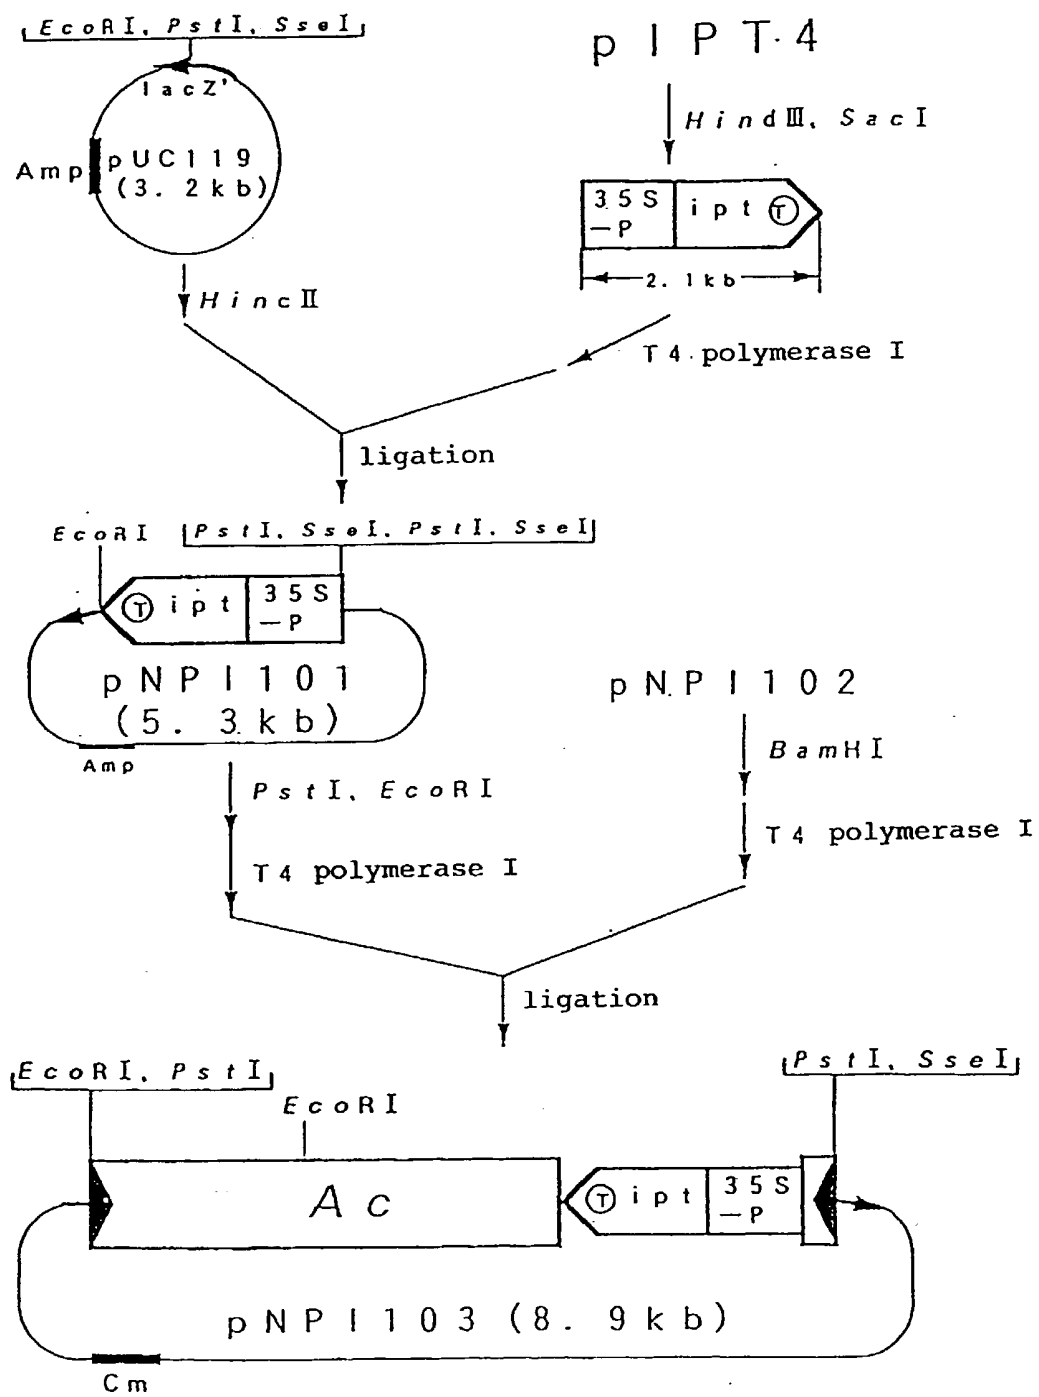 EcoRI, PstI, SseI
lacZ'
Amp
pUC119
(3. 2kb)
HincII
pIPT4
HindIII, SacI
35S
-P
ipt T
2. 1kb
T4 polymerase I
ligation
EcoRI
PstI, SseI, PstI, SseI
T ipt
35S
-P
pNPI101
(5. 3kb)
Amp
PstI, EcoRI
T4 polymerase I
pNPI102
BamHI
T4 polymerase I
ligation
EcoRI, PstI
EcoRI
PstI, SseI
Ac
T ipt
35S
-P
pNPI103 (8. 9kb)
Cm